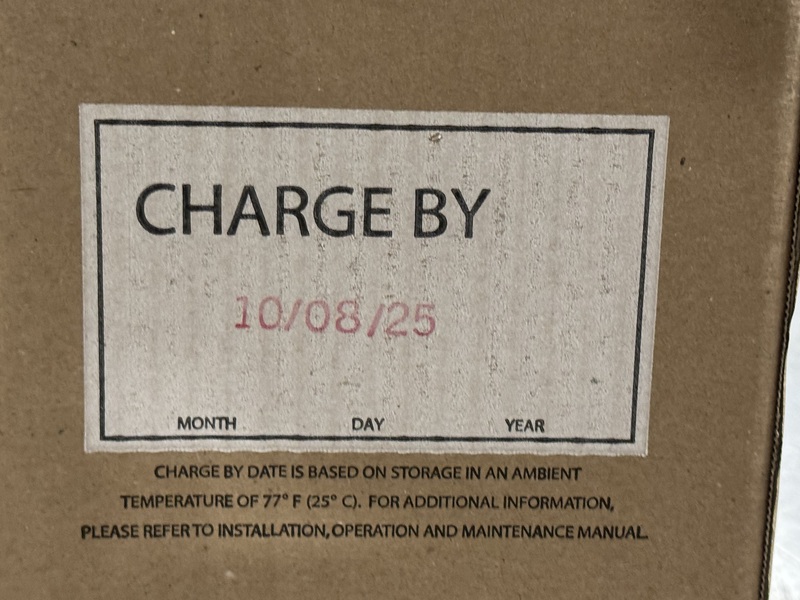 CHARGE BY
10/08/25
MONTH DAY YEAR
CHARGE BY DATE IS BASED ON STORAGE IN AN AMBIENT
TEMPERATURE OF 77° F (25° C). FOR ADDITIONAL INFORMATION,
PLEASE REFER TO INSTALLATION, OPERATION AND MAINTENANCE MANUAL.